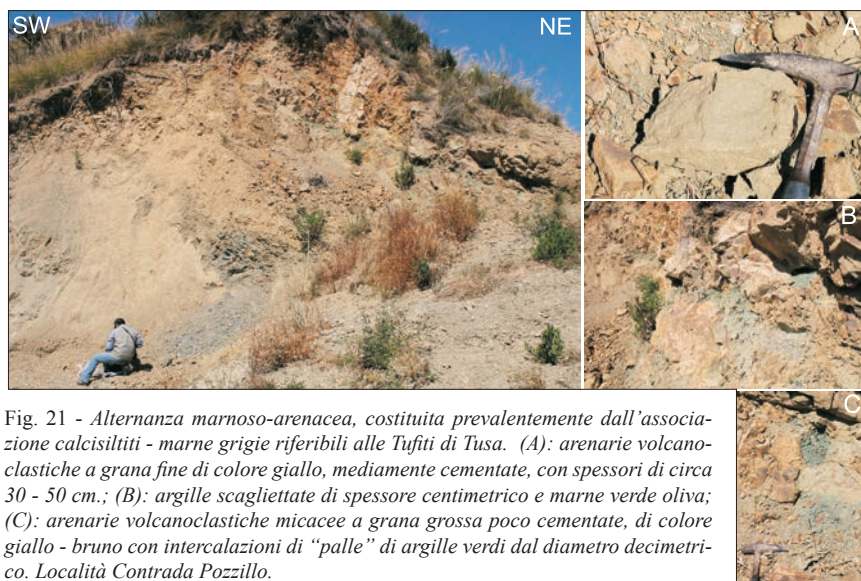 SW
NE
A
B
C
Fig. 21 - Alternanza marnoso-arenacea, costituita prevalentemente dall’associa-
zione calcisiltiti - marne grigie riferibili alle Tufiti di Tusa. (A): arenarie volcano-
clastiche a grana fine di colore giallo, mediamente cementate, con spessori di circa
30 - 50 cm.; (B): argille scagliettate di spessore centimetrico e marne verde oliva;
(C): arenarie volcanoclastiche micacee a grana grossa poco cementate, di colore
giallo - bruno con intercalazioni di “palle” di argille verdi dal diametro decimetri-
co. Località Contrada Pozzillo.